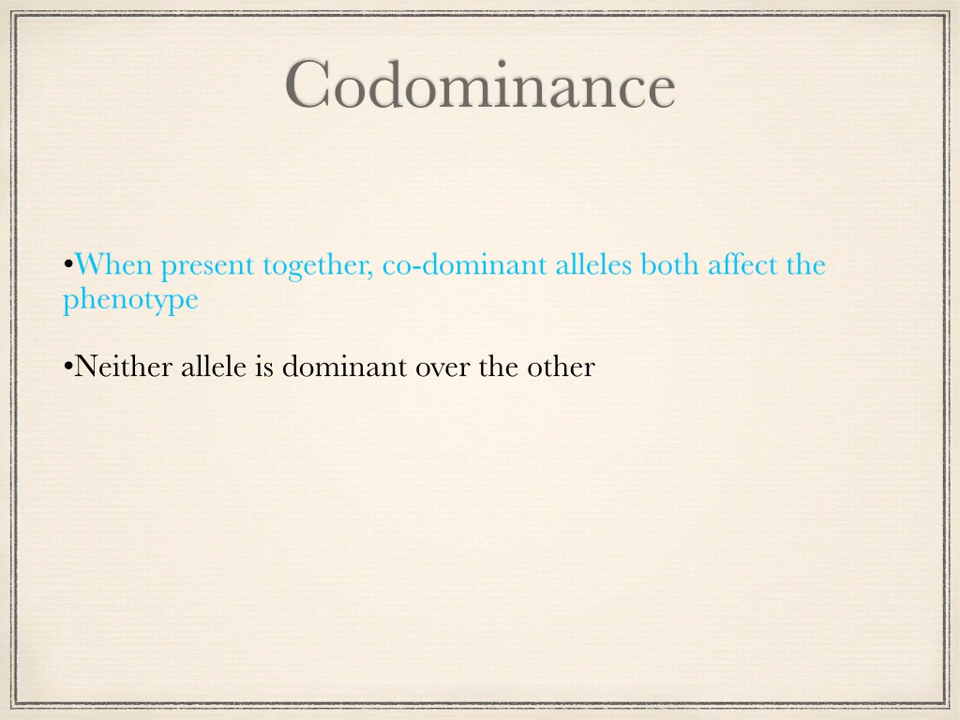 Codominance
•When present together, co-dominant alleles both affect the
phenotype
•Neither allele is dominant over the other